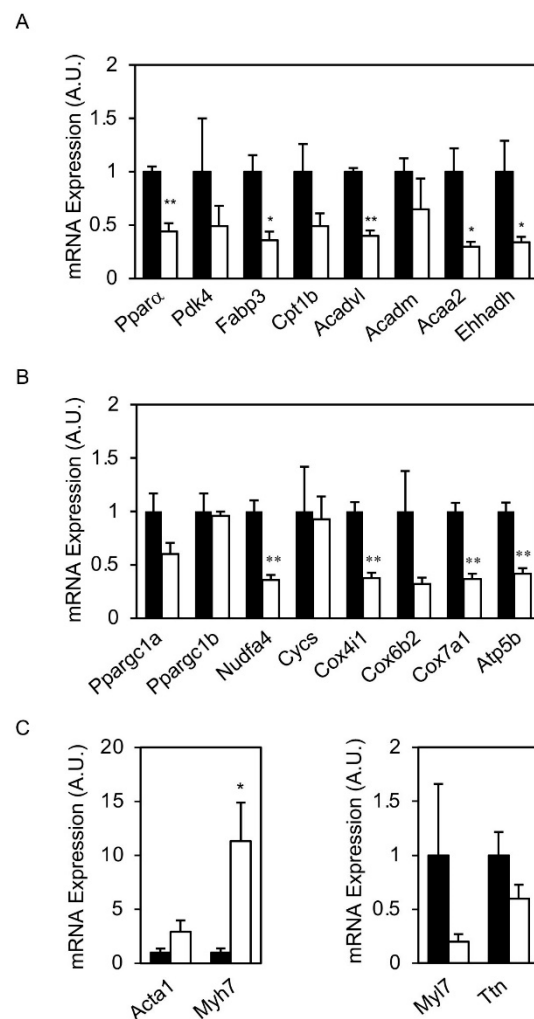 A
mRNA Expression (A.U.)
2
1.5
1
0.5
0
**
*
**
*
*
Pparα
Pdk4
Fabp3
Cpt1b
Acadvl
Acadm
Acaa2
Ehhadh
B
mRNA Expression (A.U.)
2
1.5
1
0.5
0
**
**
**
**
Ppargc1a
Ppargc1b
Nudfa4
Cycs
Cox4i1
Cox6b2
Cox7a1
Atp5b
C
mRNA Expression (A.U.)
20
15
10
5
0
*
Acta1
Myh7
mRNA Expression (A.U.)
2
1.5
1
0.5
0
Myl7
Ttn